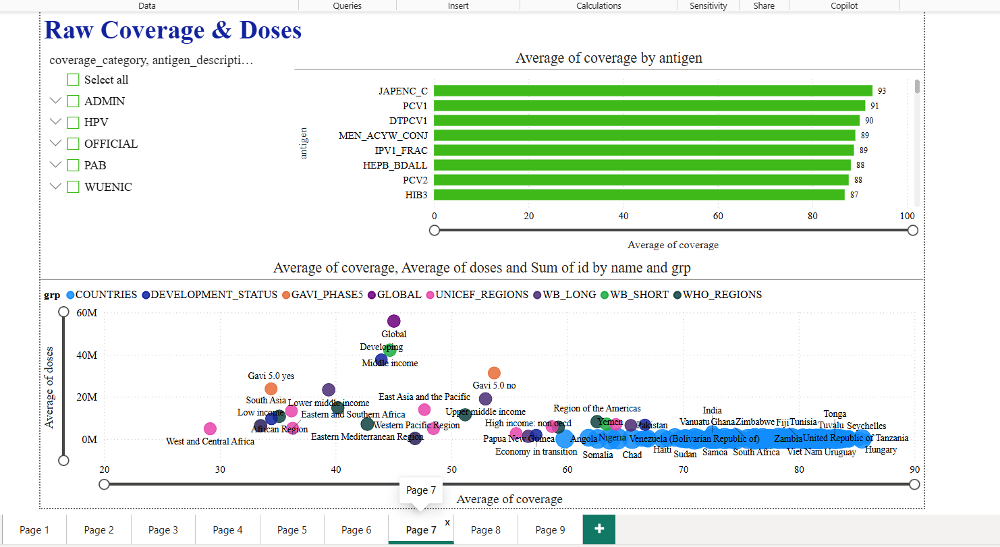 Data Queries Insert Calculations Sensitivity Share Copilot
Raw Coverage & Doses
coverage_category, antigen_descripti…
Select all
ADMIN
HPV
OFFICIAL
PAB
WUENIC
Average of coverage by antigen
antigen
JAPENC_C 93
PCV1 91
DTPCV1 90
MEN_ACYW_CONJ 89
IPV1_FRAC 89
HEPB_BDALL 88
PCV2 88
HIB3 87
0 20 40 60 80 100
Average of coverage
Average of coverage, Average of doses and Sum of id by name and grp
grp COUNTRIES DEVELOPMENT_STATUS GAVI_PHASE5 GLOBAL UNICEF_REGIONS WB_LONG WB_SHORT WHO_REGIONS
Average of doses
60M
40M
20M
0M
Global
Developing
Middle income
Gavi 5.0 yes
Gavi 5.0 no
South Asia
Lower middle income
East Asia and the Pacific
Low income
Eastern and Southern Africa
Upper middle income
Region of the Americas
India
Tonga
African Region
Western Pacific Region
High income: non oecd
Yemen
Pakistan
Vanuatu
Ghana
Zimbabwe
Fiji
Tunisia
Tuvalu
Seychelles
West and Central Africa
Eastern Mediterranean Region
Papua New Guinea
Angola
Nigeria
Venezuela (Bolivarian Republic of)
Zambia
United Republic of Tanzania
Economy in transition
Somalia
Chad
Haiti
Sudan
Samoa
South Africa
Viet Nam
Uruguay
Hungary
20 30 40 50 60 70 80 90
Average of coverage
Page 7
Page 1 Page 2 Page 3 Page 4 Page 5 Page 6 Page 7 x Page 8 Page 9 +